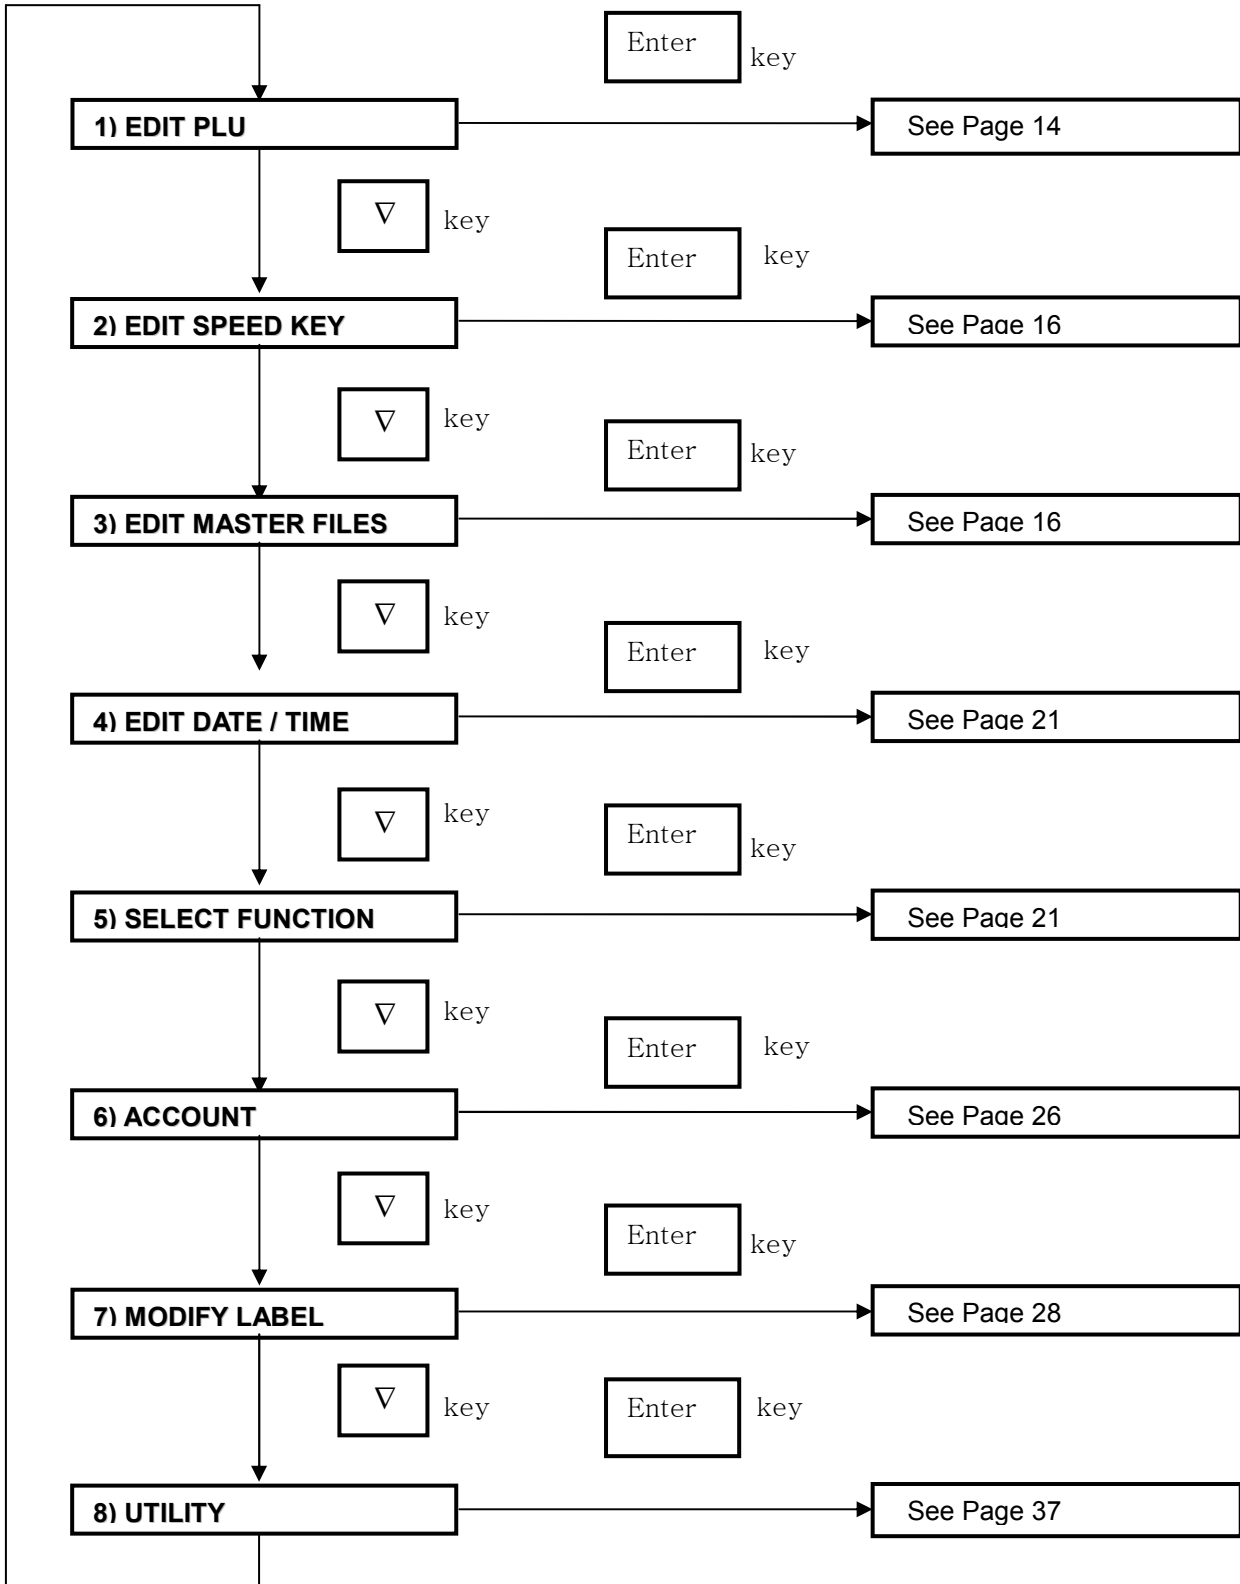 Enter key
1) EDIT PLU
See Page 14
∇ key
Enter key
2) EDIT SPEED KEY
See Page 16
∇ key
Enter key
3) EDIT MASTER FILES
See Page 16
∇ key
Enter key
4) EDIT DATE / TIME
See Page 21
∇ key
Enter key
5) SELECT FUNCTION
See Page 21
∇ key
Enter key
6) ACCOUNT
See Page 26
∇ key
Enter key
7) MODIFY LABEL
See Page 28
∇ key
Enter key
8) UTILITY
See Page 37